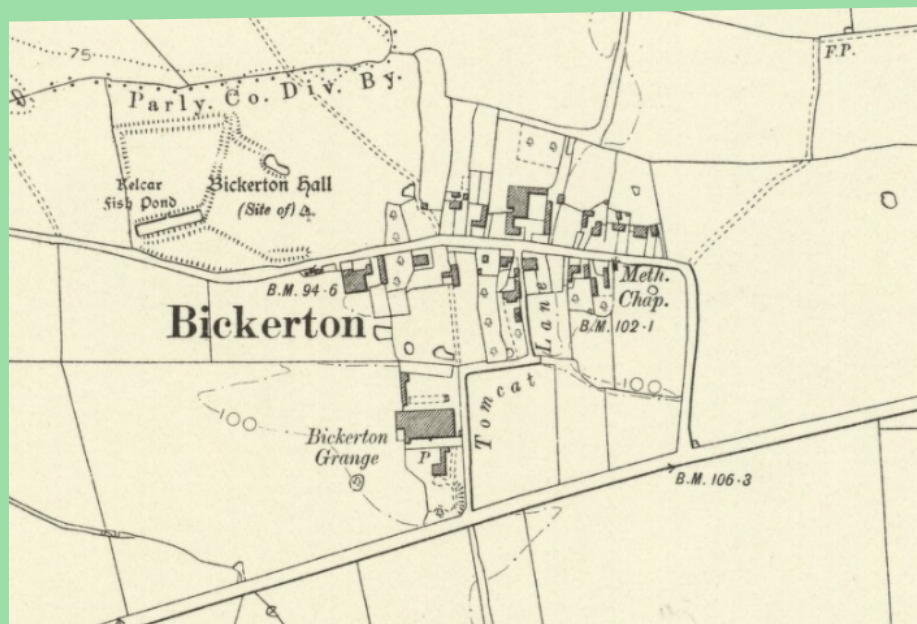 75
F.P.
Parly. Co. Div. By.
Kelcar
Fish Pond
Bickerton Hall
(Site of)
Meth.
Chap.
B.M. 94·6
Bickerton
B.M. 102·1
Tomcat Lane
100
100
Bickerton
Grange
P
B.M. 106·3